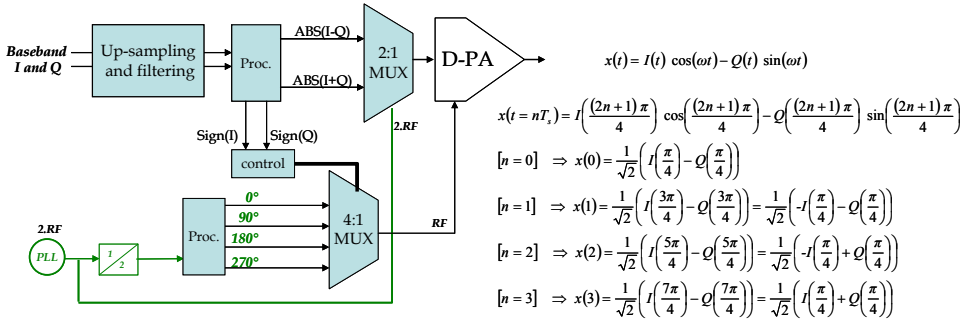 Baseband
I and Q
Up-sampling
and filtering
Proc.
ABS(I-Q)
ABS(I+Q)
2:1
MUX
D-PA
2.RF
Sign(I)
Sign(Q)
control
0°
90°
180°
270°
4:1
MUX
RF
Proc.
2.RF
PLL
1/2
x(t) = I(t) cos(ωt) − Q(t) sin(ωt)
x(t = nT_s) = I((2n+1)π/4) cos((2n+1)π/4) − Q((2n+1)π/4) sin((2n+1)π/4)
[n = 0] ⇒ x(0) = 1/√2 (I(π/4) − Q(π/4))
[n = 1] ⇒ x(1) = 1/√2 (I(3π/4) − Q(3π/4)) = 1/√2 (-I(π/4) − Q(π/4))
[n = 2] ⇒ x(2) = 1/√2 (I(5π/4) − Q(5π/4)) = 1/√2 (-I(π/4) + Q(π/4))
[n = 3] ⇒ x(3) = 1/√2 (I(7π/4) − Q(7π/4)) = 1/√2 (I(π/4) + Q(π/4))